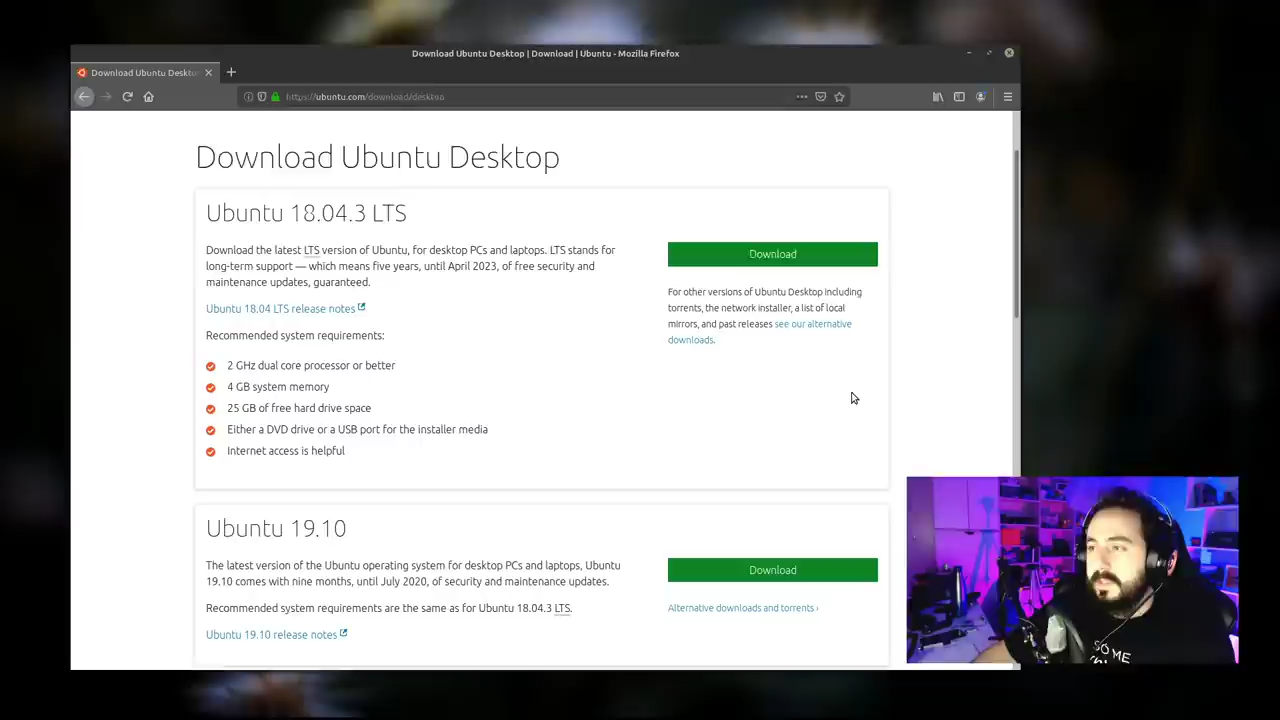 Download Ubuntu Desktop | Download | Ubuntu - Mozilla Firefox
Download Ubuntu Deskto
https://ubuntu.com/download/desktop
Download Ubuntu Desktop
Ubuntu 18.04.3 LTS
Download the latest LTS version of Ubuntu, for desktop PCs and laptops. LTS stands for
long-term support — which means five years, until April 2023, of free security and
maintenance updates, guaranteed.
Ubuntu 18.04 LTS release notes
Recommended system requirements:
2 GHz dual core processor or better
4 GB system memory
25 GB of free hard drive space
Either a DVD drive or a USB port for the installer media
Internet access is helpful
Download
For other versions of Ubuntu Desktop including
torrents, the network installer, a list of local
mirrors, and past releases see our alternative
downloads.
Ubuntu 19.10
The latest version of the Ubuntu operating system for desktop PCs and laptops, Ubuntu
19.10 comes with nine months, until July 2020, of security and maintenance updates.
Recommended system requirements are the same as for Ubuntu 18.04.3 LTS.
Ubuntu 19.10 release notes
Download
Alternative downloads and torrents ›
SOME